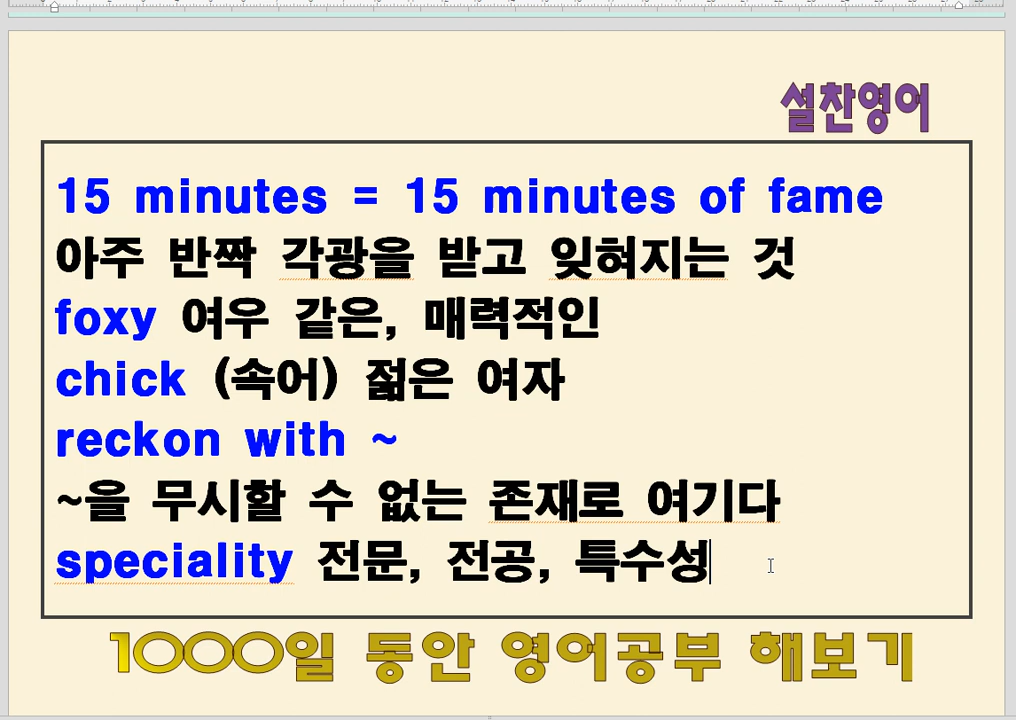 설찬영어
15 minutes = 15 minutes of fame
아주 반짝 각광을 받고 잊혀지는 것
foxy 여우 같은, 매력적인
chick (속어) 젊은 여자
reckon with ~
~을 무시할 수 없는 존재로 여기다
speciality 전문, 전공, 특수성
1000일 동안 영어공부 해보기